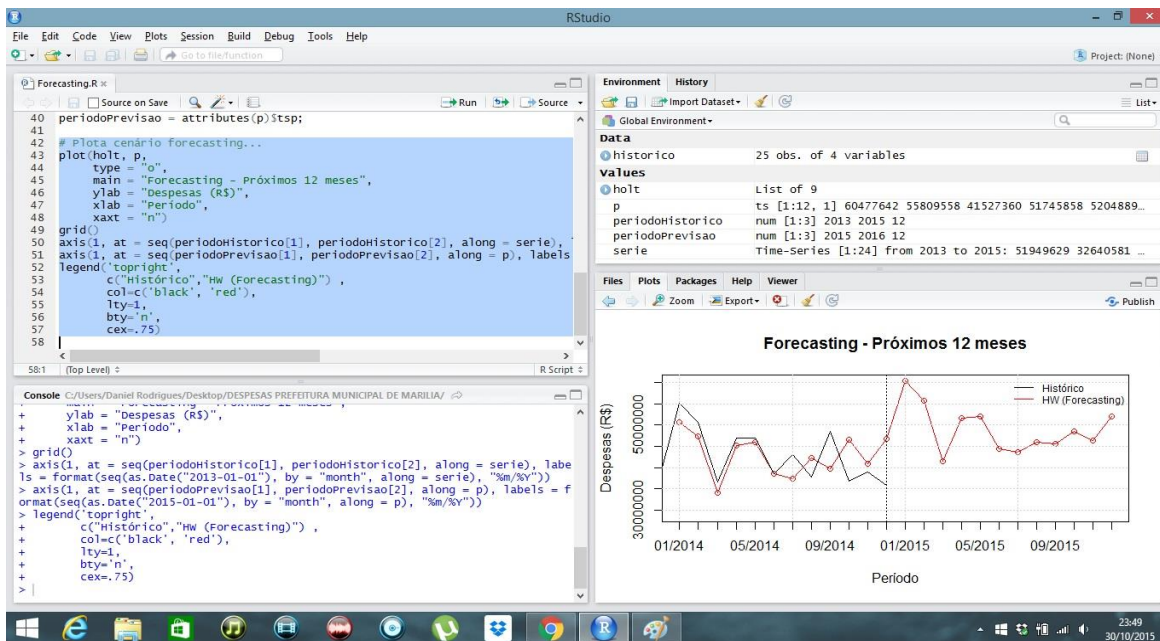 RStudio
File Edit Code View Plots Session Build Debug Tools Help
Go to file/function
Project: (None)
Forecasting.R
Source on Save
Run
Source
40 periodoPrevisao = attributes(p)$tsp;
41
42 # Plota cenário forecasting...
43 plot(holt, p,
44 type = "o",
45 main = "Forecasting - Próximos 12 meses",
46 ylab = "Despesas (R$)",
47 xlab = "Período",
48 xaxt = "n")
49 grid()
50 axis(1, at = seq(periodoHistorico[1], periodoHistorico[2], along = serie),
51 axis(1, at = seq(periodoPrevisao[1], periodoPrevisao[2], along = p), labels
52 legend('topright',
53 c("Histórico","HW (Forecasting)") ,
54 col=c('black', 'red'),
55 lty=1,
56 bty='n',
57 cex=.75)
58
58:1 (Top Level) R Script
Console C:/Users/Daniel Rodrigues/Desktop/DESPESAS PREFEITURA MUNICIPAL DE MARILIA/
+ ylab = "Despesas (R$)",
+ xlab = "Período",
+ xaxt = "n")
> grid()
> axis(1, at = seq(periodoHistorico[1], periodoHistorico[2], along = serie), labe
ls = format(seq(as.Date("2013-01-01"), by = "month", along = serie), "%m/%Y"))
> axis(1, at = seq(periodoPrevisao[1], periodoPrevisao[2], along = p), labels = f
ormat(seq(as.Date("2015-01-01"), by = "month", along = p), "%m/%Y"))
> legend('topright',
+ c("Histórico","HW (Forecasting)") ,
+ col=c('black', 'red'),
+ lty=1,
+ bty='n',
+ cex=.75)
>
Environment History
Import Dataset
List
Global Environment
Data
historico 25 obs. of 4 variables
Values
holt List of 9
p ts [1:12, 1] 60477642 55809558 41527360 51745858 5204889...
periodoHistorico num [1:3] 2013 2015 12
periodoPrevisao num [1:3] 2015 2016 12
serie Time-Series [1:24] from 2013 to 2015: 51949629 32640581 ...
Files Plots Packages Help Viewer
Zoom Export Publish
Forecasting - Próximos 12 meses
Histórico
HW (Forecasting)
Despesas (R$)
50000000
30000000
01/2014 05/2014 09/2014 01/2015 05/2015 09/2015
Período
23:49
30/10/2015